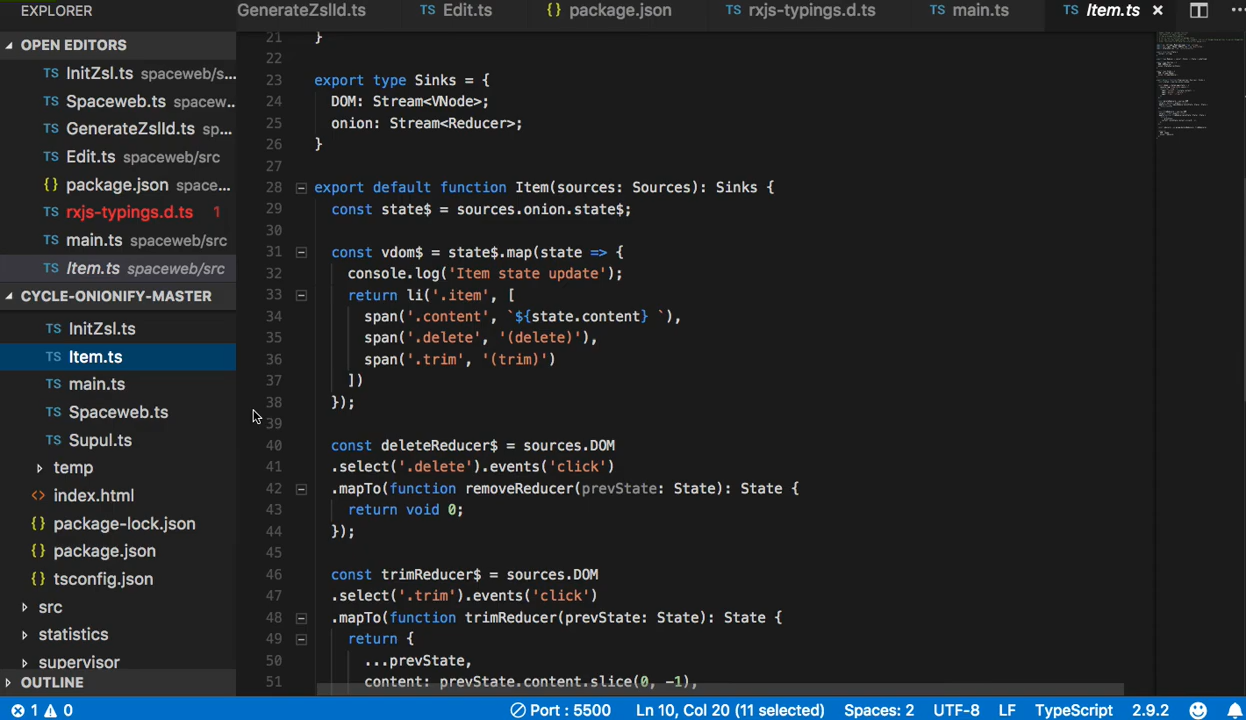 EXPLORER
GenerateZslId.ts
TS Edit.ts
{} package.json
TS rxjs-typings.d.ts
TS main.ts
TS Item.ts ×
OPEN EDITORS
TS InitZsl.ts spaceweb/s...
TS Spaceweb.ts spacew..
TS GenerateZslId.ts sp...
TS Edit.ts spaceweb/src
{} package.json space...
TS rxjs-typings.d.ts 1
TS main.ts spaceweb/src
TS Item.ts spaceweb/src
CYCLE-ONIONIFY-MASTER
TS InitZsl.ts
TS Item.ts
TS main.ts
TS Spaceweb.ts
TS Supul.ts
temp
<> index.html
{} package-lock.json
{} package.json
{} tsconfig.json
src
statistics
supervisor
OUTLINE
21 }
22
23 export type Sinks = {
24 DOM: Stream<VNode>;
25 onion: Stream<Reducer>;
26 }
27
28 export default function Item(sources: Sources): Sinks {
29 const state$ = sources.onion.state$;
30
31 const vdom$ = state$.map(state => {
32 console.log('Item state update');
33 return li('.item', [
34 span('.content', `${state.content} `),
35 span('.delete', '(delete)'),
36 span('.trim', '(trim)')
37 ])
38 });
39
40 const deleteReducer$ = sources.DOM
41 .select('.delete').events('click')
42 .mapTo(function removeReducer(prevState: State): State {
43 return void 0;
44 });
45
46 const trimReducer$ = sources.DOM
47 .select('.trim').events('click')
48 .mapTo(function trimReducer(prevState: State): State {
49 return {
50 ...prevState,
51 content: prevState.content.slice(0, -1),
1 0
Port : 5500
Ln 10, Col 20 (11 selected)
Spaces: 2
UTF-8
LF
TypeScript
2.9.2